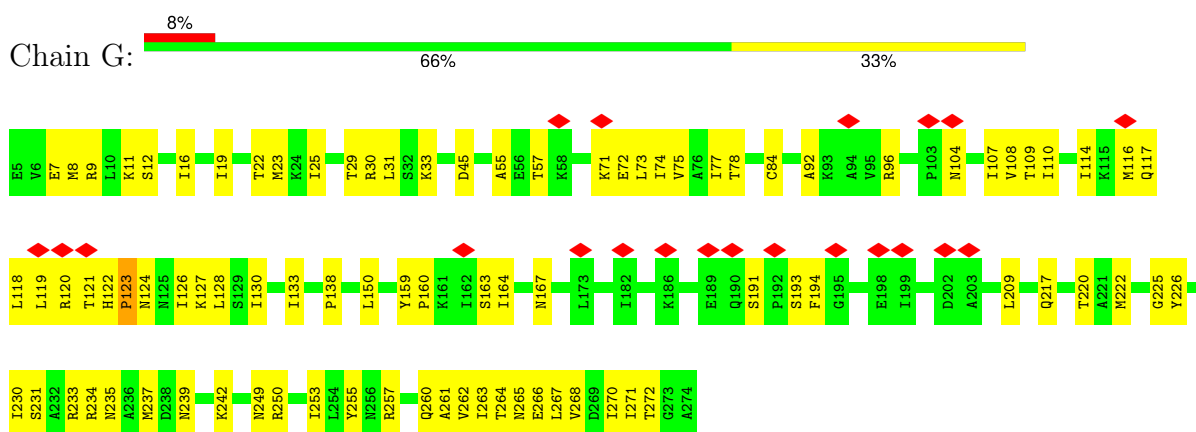 8%
Chain G:
66% 33%
E5 V6 E7 M8 R9 L10 K11 S12 I16 I19 T22 M23 K24 I25 T29 R30 L31 S32 K33 D45 A55 E56 T57 K58 K71 E72 L73 I74 V75 A76 I77 T78 C84 A92 K93 A94 V95 R96 P103 N104 I107 V108 T109 I110 I114 K115 M116 Q117
L118 L119 R120 T121 H122 P123 N124 N125 I126 K127 L128 S129 I130 I133 P138 L150 Y159 P160 K161 I162 S163 I164 N167 L173 I182 K186 E189 Q190 S191 P192 S193 F194 G195 E198 I199 D202 A203 L209 Q217 T220 A221 M222 G225 Y226
I230 S231 A232 R233 R234 N235 A236 M237 D238 N239 K242 N249 R250 I253 L254 Y255 N256 R257 Q260 A261 V262 I263 T264 N265 E266 L267 V268 D269 I270 I271 T272 G273 A274